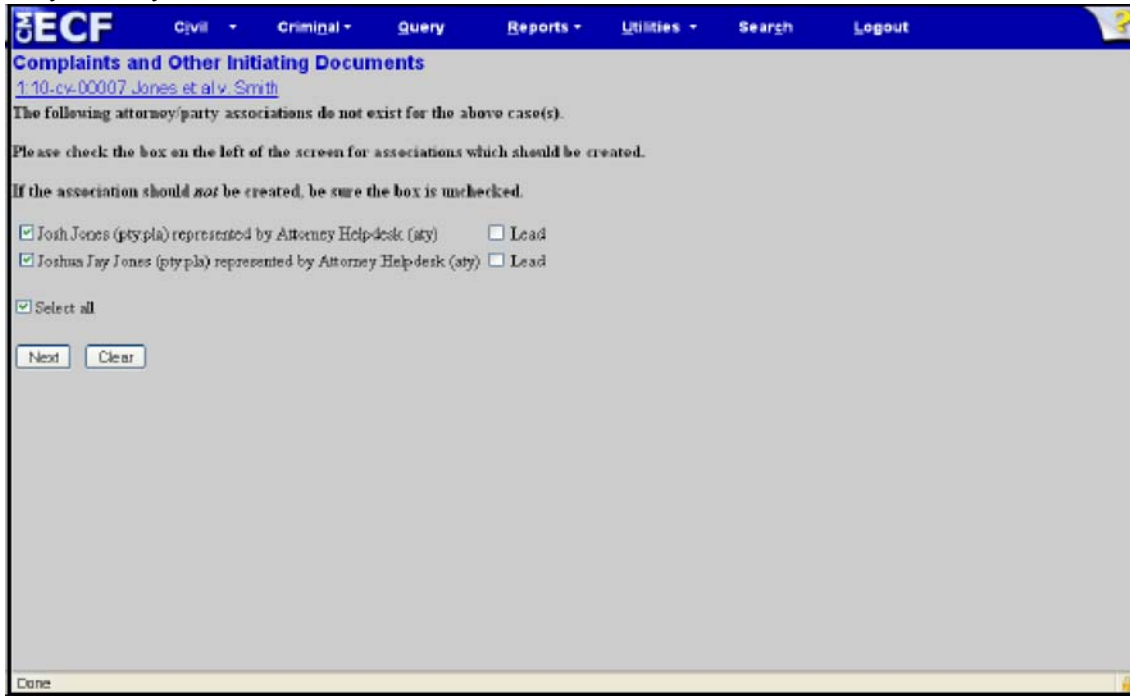 CM ECF Civil Criminal Query Reports Utilities Search Logout ?
Complaints and Other Initiating Documents
1:10-cv-00007 Jones et al v. Smith
The following attorney/party associations do not exist for the above case(s).
Please check the box on the left of the screen for associations which should be created.
If the association should not be created, be sure the box is unchecked.
Josh Jones (pty:pla) represented by Attorney Helpdesk (aty) Lead
Joshua Jay Jones (pty:pla) represented by Attorney Helpdesk (aty) Lead
Select all
Next Clear
Done